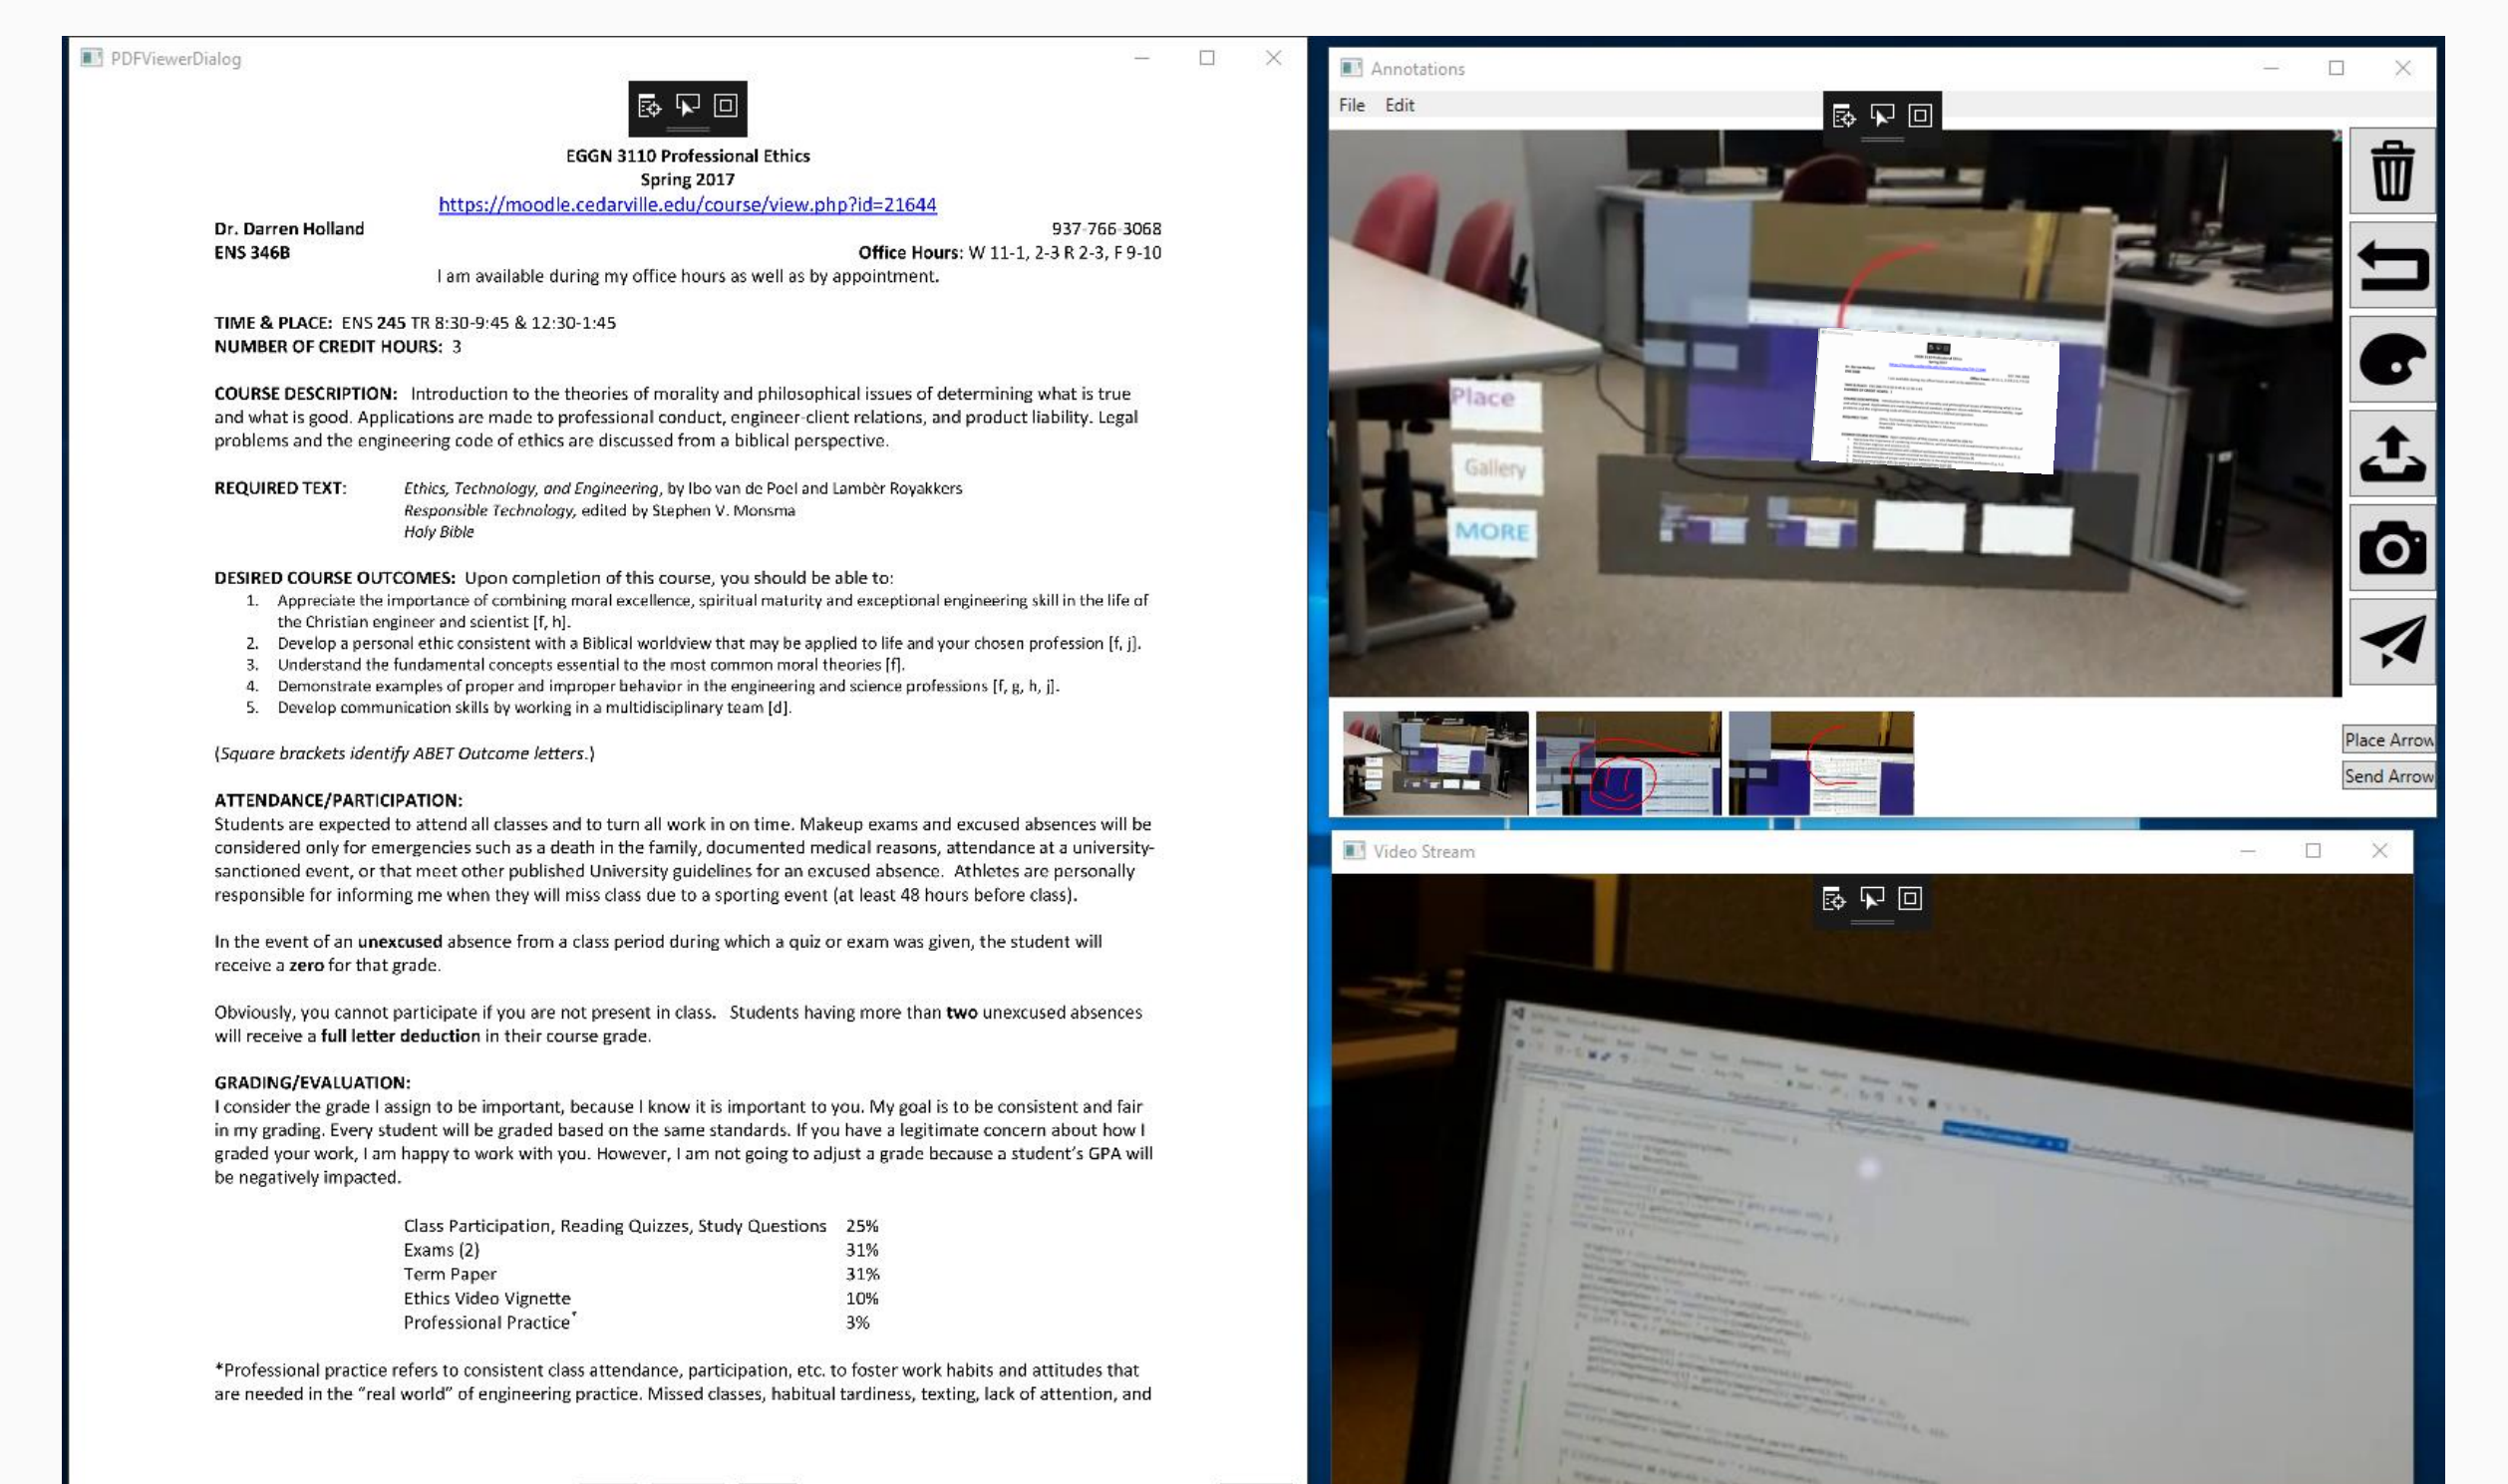 PDFViewerDialog
EGGN 3110 Professional Ethics
Spring 2017
https://moodle.cedarville.edu/course/view.php?id=21644
Dr. Darren Holland 937-766-3068
ENS 346B Office Hours: W 11-1, 2-3 R 2-3, F 9-10
I am available during my office hours as well as by appointment.
TIME & PLACE: ENS 245 TR 8:30-9:45 & 12:30-1:45
NUMBER OF CREDIT HOURS: 3
COURSE DESCRIPTION: Introduction to the theories of morality and philosophical issues of determining what is true
and what is good. Applications are made to professional conduct, engineer-client relations, and product liability. Legal
problems and the engineering code of ethics are discussed from a biblical perspective.
REQUIRED TEXT: Ethics, Technology, and Engineering, by Ibo van de Poel and Lambèr Royakkers
Responsible Technology, edited by Stephen V. Monsma
Holy Bible
DESIRED COURSE OUTCOMES: Upon completion of this course, you should be able to:
1. Appreciate the importance of combining moral excellence, spiritual maturity and exceptional engineering skill in the life of
the Christian engineer and scientist [f, h].
2. Develop a personal ethic consistent with a Biblical worldview that may be applied to life and your chosen profession [f, j].
3. Understand the fundamental concepts essential to the most common moral theories [f].
4. Demonstrate examples of proper and improper behavior in the engineering and science professions [f, g, h, j].
5. Develop communication skills by working in a multidisciplinary team [d].
(Square brackets identify ABET Outcome letters.)
ATTENDANCE/PARTICIPATION:
Students are expected to attend all classes and to turn all work in on time. Makeup exams and excused absences will be
considered only for emergencies such as a death in the family, documented medical reasons, attendance at a university-
sanctioned event, or that meet other published University guidelines for an excused absence. Athletes are personally
responsible for informing me when they will miss class due to a sporting event (at least 48 hours before class).
In the event of an unexcused absence from a class period during which a quiz or exam was given, the student will
receive a zero for that grade.
Obviously, you cannot participate if you are not present in class. Students having more than two unexcused absences
will receive a full letter deduction in their course grade.
GRADING/EVALUATION:
I consider the grade I assign to be important, because I know it is important to you. My goal is to be consistent and fair
in my grading. Every student will be graded based on the same standards. If you have a legitimate concern about how I
graded your work, I am happy to work with you. However, I am not going to adjust a grade because a student's GPA will
be negatively impacted.
Class Participation, Reading Quizzes, Study Questions 25%
Exams (2) 31%
Term Paper 31%
Ethics Video Vignette 10%
Professional Practice* 3%
*Professional practice refers to consistent class attendance, participation, etc. to foster work habits and attitudes that
are needed in the "real world" of engineering practice. Missed classes, habitual tardiness, texting, lack of attention, and
Annotations
File Edit
Place
Gallery
MORE
Place Arrow
Send Arrow
Video Stream